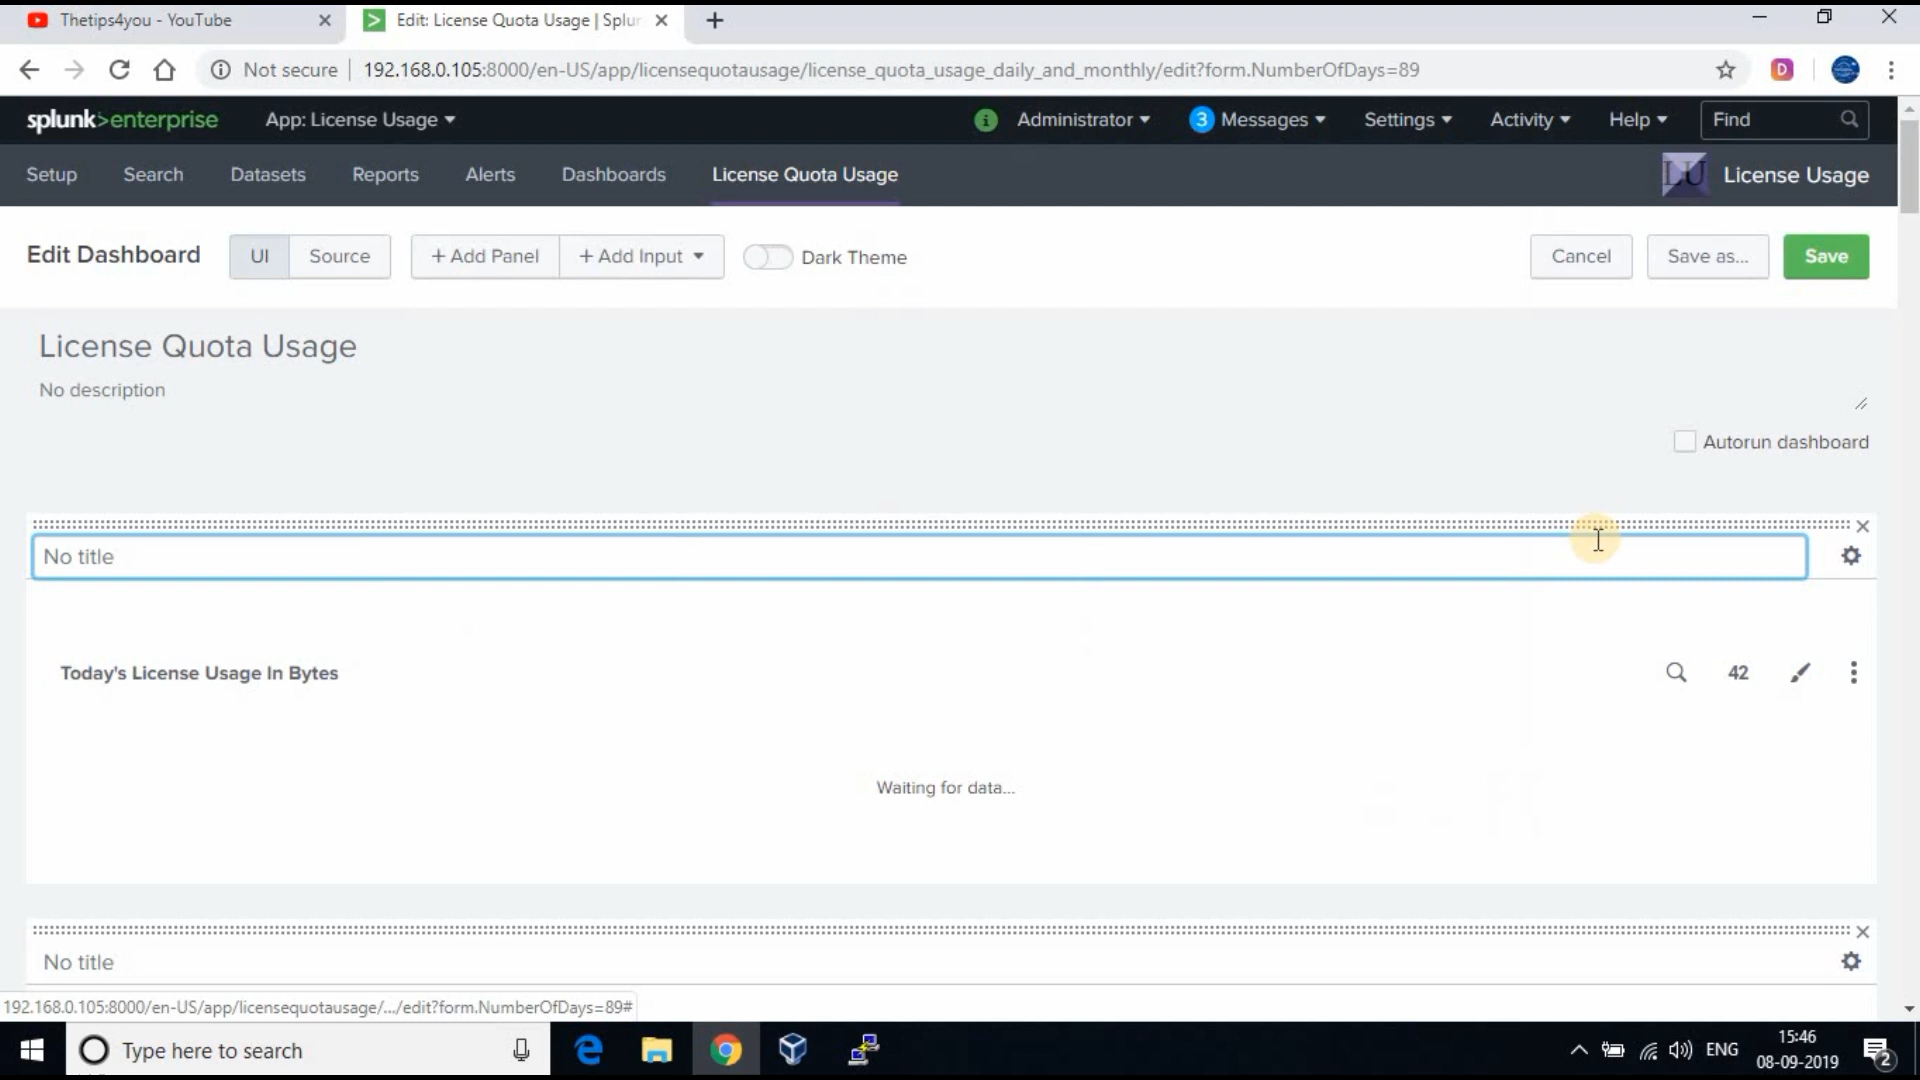 Thetips4you - YouTube
Edit: License Quota Usage | Splu
Not secure
192.168.0.105:8000/en-US/app/licensequotausage/license_quota_usage_daily_and_monthly/edit?form.NumberOfDays=89
D
splunk>enterprise
App: License Usage
i
Administrator
3
Messages
Settings
Activity
Help
Find
Setup
Search
Datasets
Reports
Alerts
Dashboards
License Quota Usage
LU
License Usage
Edit Dashboard
UI
Source
+ Add Panel
+ Add Input
Dark Theme
Cancel
Save as...
Save
License Quota Usage
No description
Autorun dashboard
No title
Today's License Usage In Bytes
42
Waiting for data...
No title
192.168.0.105:8000/en-US/app/licensequotausage/.../edit?form.NumberOfDays=89#
Type here to search
ENG
15:46
08-09-2019
2